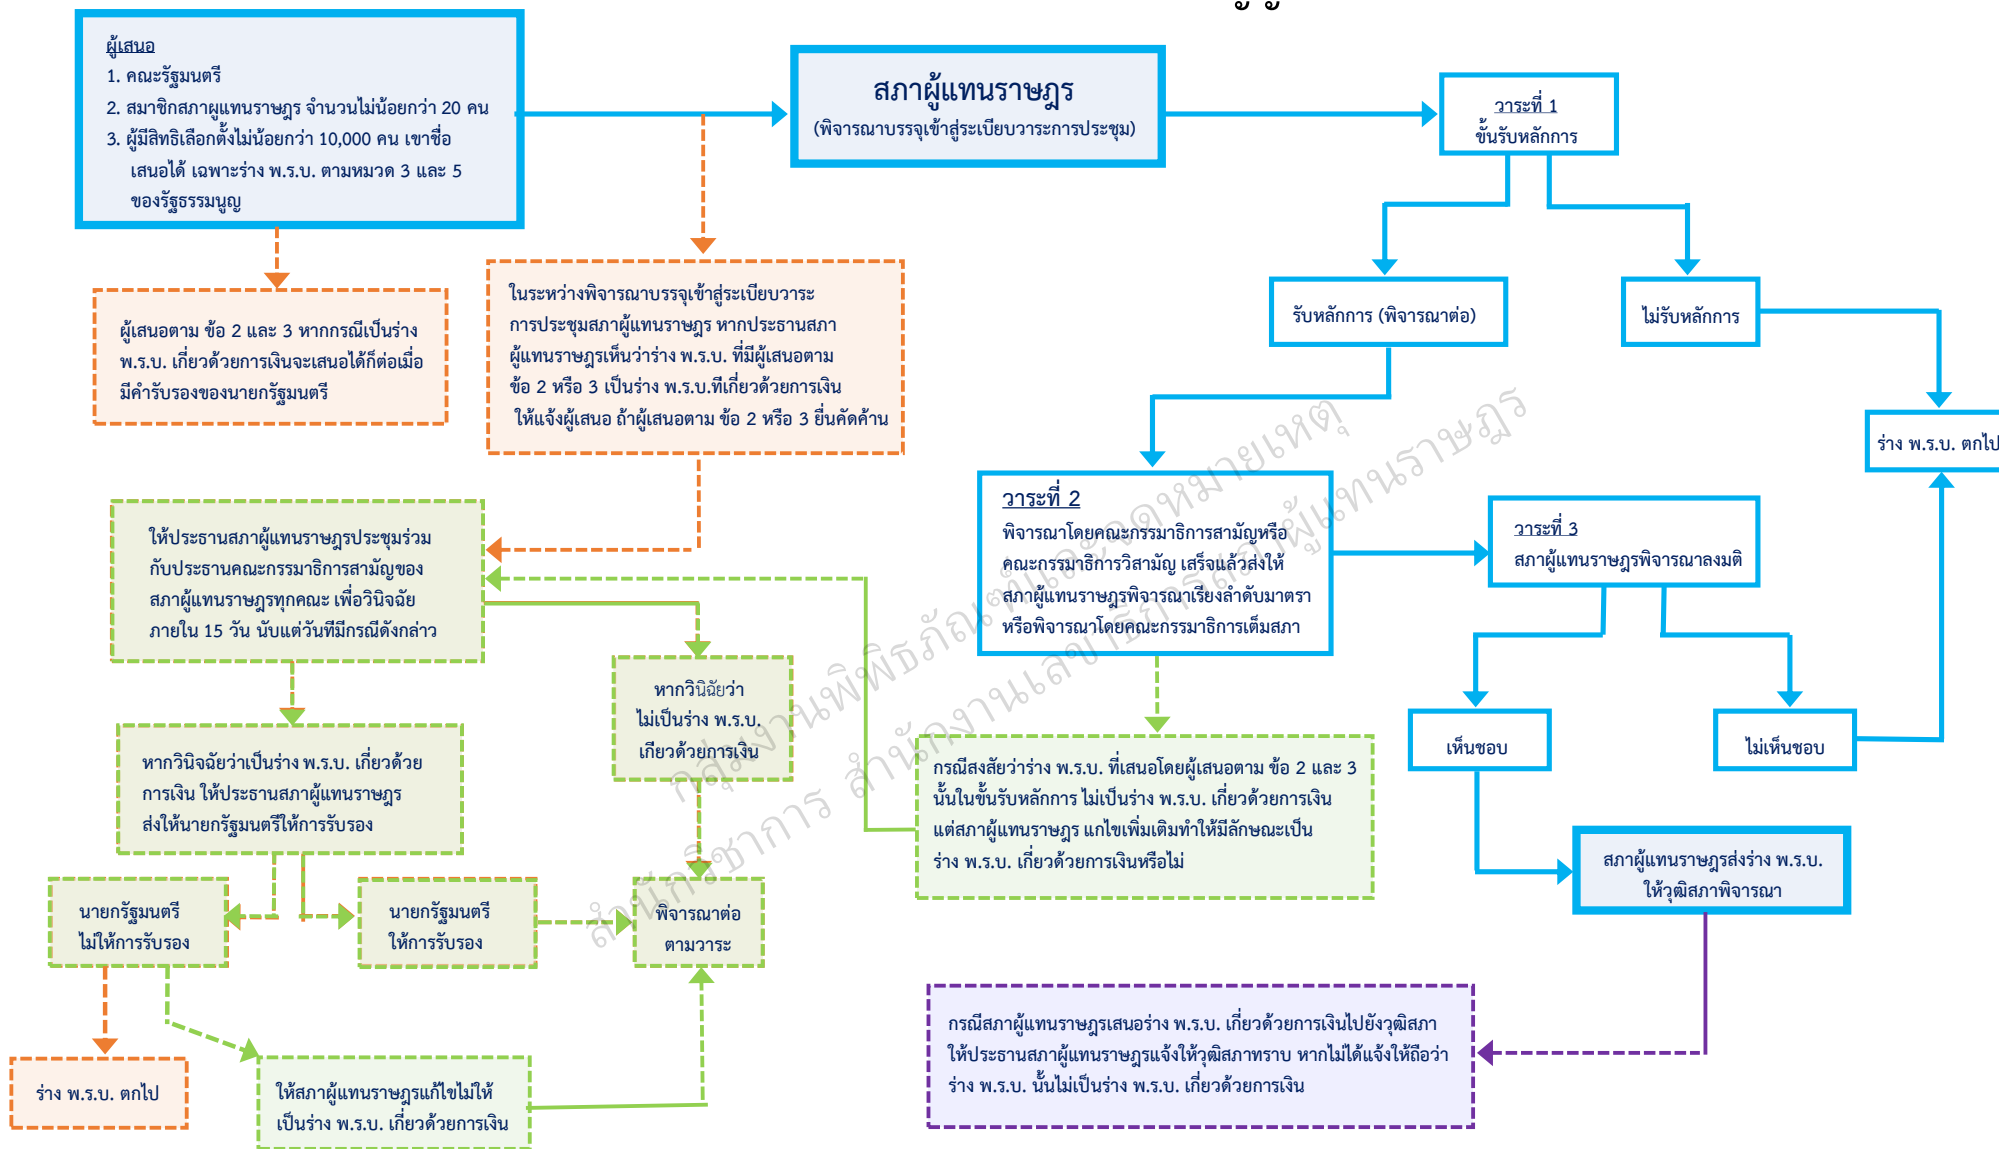 ผู้เสนอ
1. คณะรัฐมนตรี
2. สมาชิกสภาผูแทนราษฎร จำนวนไม่น้อยกว่า 20 คน
3. ผู้มีสิทธิเลือกตั้งไม่น้อยกว่า 10,000 คน เขาชื่อ
เสนอได้ เฉพาะร่าง พ.ร.บ. ตามหมวด 3 และ 5
ของรัฐธรรมนูญ
สภาผู้แทนราษฎร
(พิจารณาบรรจุเข้าสู่ระเบียบวาระการประชุม)
วาระที่ 1
ขั้นรับหลักการ
รับหลักการ (พิจารณาต่อ)
ไม่รับหลักการ
ร่าง พ.ร.บ. ตกไป
ผู้เสนอตาม ข้อ 2 และ 3 หากกรณีเป็นร่าง
พ.ร.บ. เกี่ยวด้วยการเงินจะเสนอได้ก็ต่อเมื่อ
มีคำรับรองของนายกรัฐมนตรี
ในระหว่างพิจารณาบรรจุเข้าสู่ระเบียบวาระ
การประชุมสภาผู้แทนราษฎร หากประธานสภา
ผู้แทนราษฎรเห็นว่าร่าง พ.ร.บ. ที่มีผู้เสนอตาม
ข้อ 2 หรือ 3 เป็นร่าง พ.ร.บ.ทีเกี่ยวด้วยการเงิน
ให้แจ้งผู้เสนอ ถ้าผู้เสนอตาม ข้อ 2 หรือ 3 ยื่นคัดค้าน
วาระที่ 2
พิจารณาโดยคณะกรรมาธิการสามัญหรือ
คณะกรรมาธิการวิสามัญ เสร็จแล้วส่งให้
สภาผู้แทนราษฎรพิจารณาเรียงลำดับมาตรา
หรือพิจารณาโดยคณะกรรมาธิการเต็มสภา
วาระที่ 3
สภาผู้แทนราษฎรพิจารณาลงมติ
ให้ประธานสภาผู้แทนราษฎรประชุมร่วม
กับประธานคณะกรรมาธิการสามัญของ
สภาผู้แทนราษฎรทุกคณะ เพื่อวินิจฉัย
ภายใน 15 วัน นับแต่วันทีมีกรณีดังกล่าว
หากวินิฉัยว่า
ไม่เป็นร่าง พ.ร.บ.
เกียวด้วยการเงิน
เห็นชอบ
ไม่เห็นชอบ
หากวินิจฉัยว่าเป็นร่าง พ.ร.บ. เกี่ยวด้วย
การเงิน ให้ประธานสภาผู้แทนราษฎร
ส่งให้นายกรัฐมนตรีให้การรับรอง
กรณีสงสัยว่าร่าง พ.ร.บ. ที่เสนอโดยผู้เสนอตาม ข้อ 2 และ 3
นั้นในขั้นรับหลักการ ไม่เป็นร่าง พ.ร.บ. เกี่ยวด้วยการเงิน
แต่สภาผู้แทนราษฎร แกไขเพิ่มเติมทำให้มีลักษณะเป็น
ร่าง พ.ร.บ. เกี่ยวด้วยการเงินหรือไม่
สภาผู้แทนราษฎรส่งร่าง พ.ร.บ.
ให้วุฒิสภาพิจารณา
นายกรัฐมนตรี
ไม่ให้การรับรอง
นายกรัฐมนตรี
ให้การรับรอง
พิจารณาต่อ
ตามวาระ
กรณีสภาผู้แทนราษฎรเสนอร่าง พ.ร.บ. เกี่ยวด้วยการเงินไปยังวุฒิสภา
ให้ประธานสภาผู้แทนราษฎรแจ้งให้วุฒิสภาทราบ หากไม่ได้แจ้งให้ถือว่า
ร่าง พ.ร.บ. นั้นไม่เป็นร่าง พ.ร.บ. เกี่ยวด้วยการเงิน
ร่าง พ.ร.บ. ตกไป
ให้สภาผู้แทนราษฎรแก้ไขไม่ให้
เป็นร่าง พ.ร.บ. เกี่ยวด้วยการเงิน
กลุ่มงานพิพิธภัณฑ์และจดหมายเหตุ
สำนักวิชาการ สำนักงานเลขาธิการสภาผู้แทนราษฎร